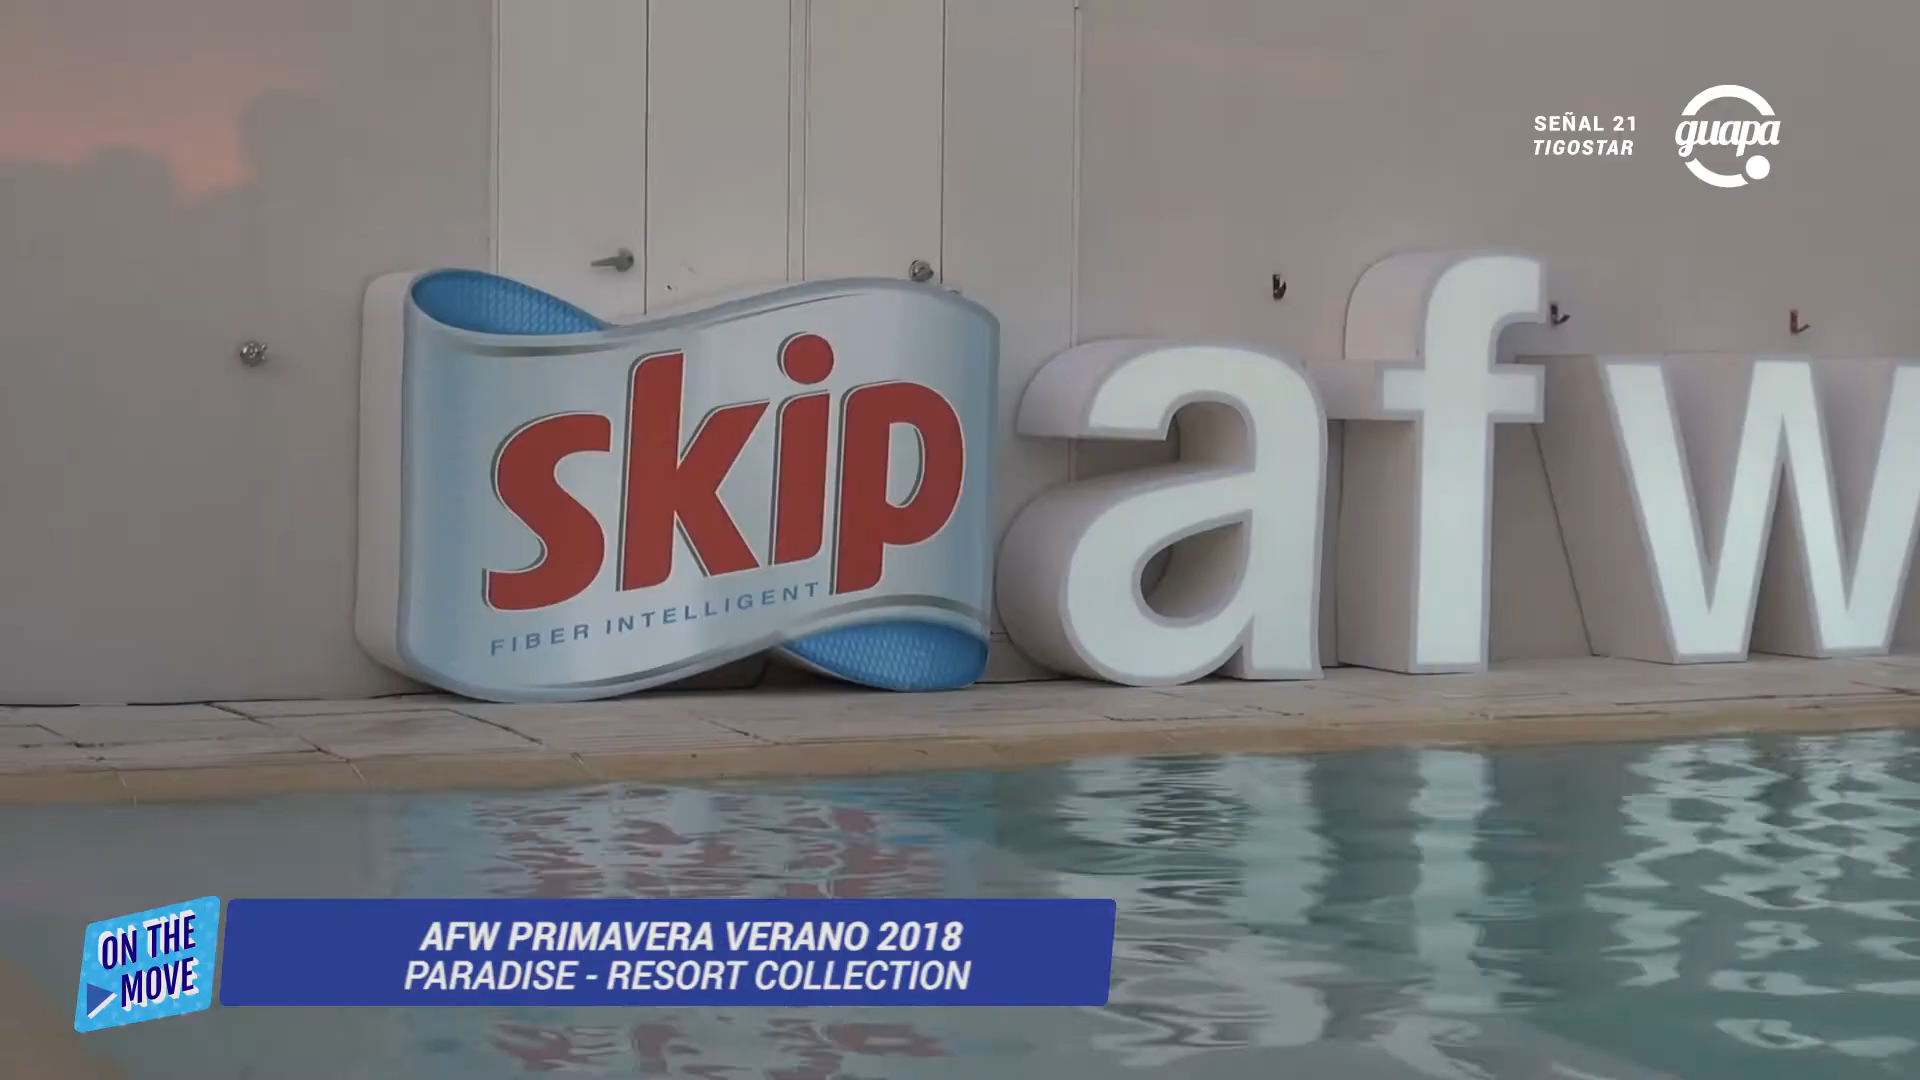 SEÑAL 21
TIGOSTAR
guapa
skip
FIBER INTELLIGENT
afw
ON THE
MOVE
AFW PRIMAVERA VERANO 2018
PARADISE - RESORT COLLECTION